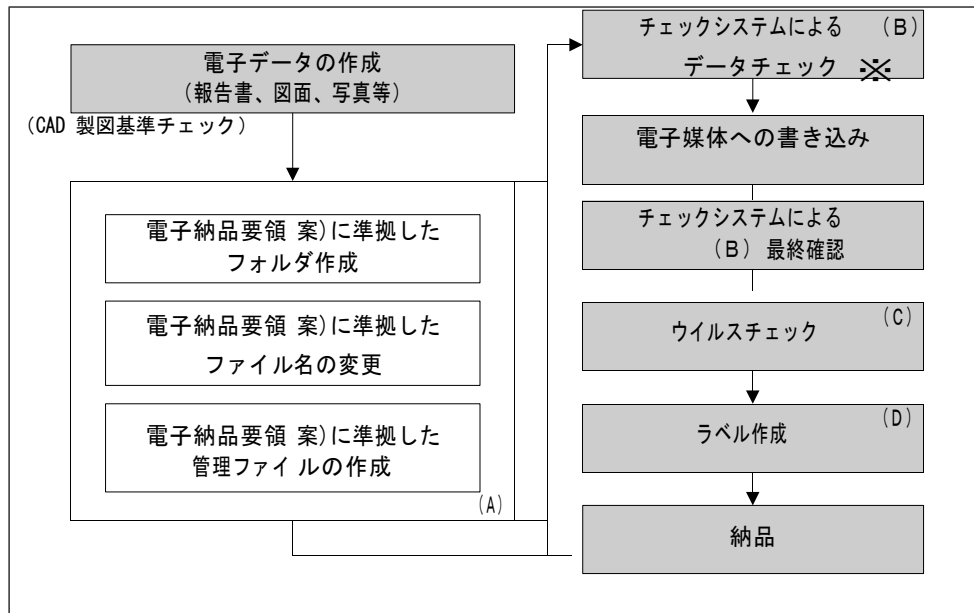 電子データの作成
(報告書、図面、写真等)
(CAD 製図基準チェック)
電子納品要領 案)に準拠した
フォルダ作成
電子納品要領 案)に準拠した
ファイル名の変更
電子納品要領 案)に準拠した
管理ファイ ルの作成
(A)
チェックシステムによる (B)
データチェック ※
電子媒体への書き込み
チェックシステムによる
(B) 最終確認
(C)
ウイルスチェック
(D)
ラベル作成
納品